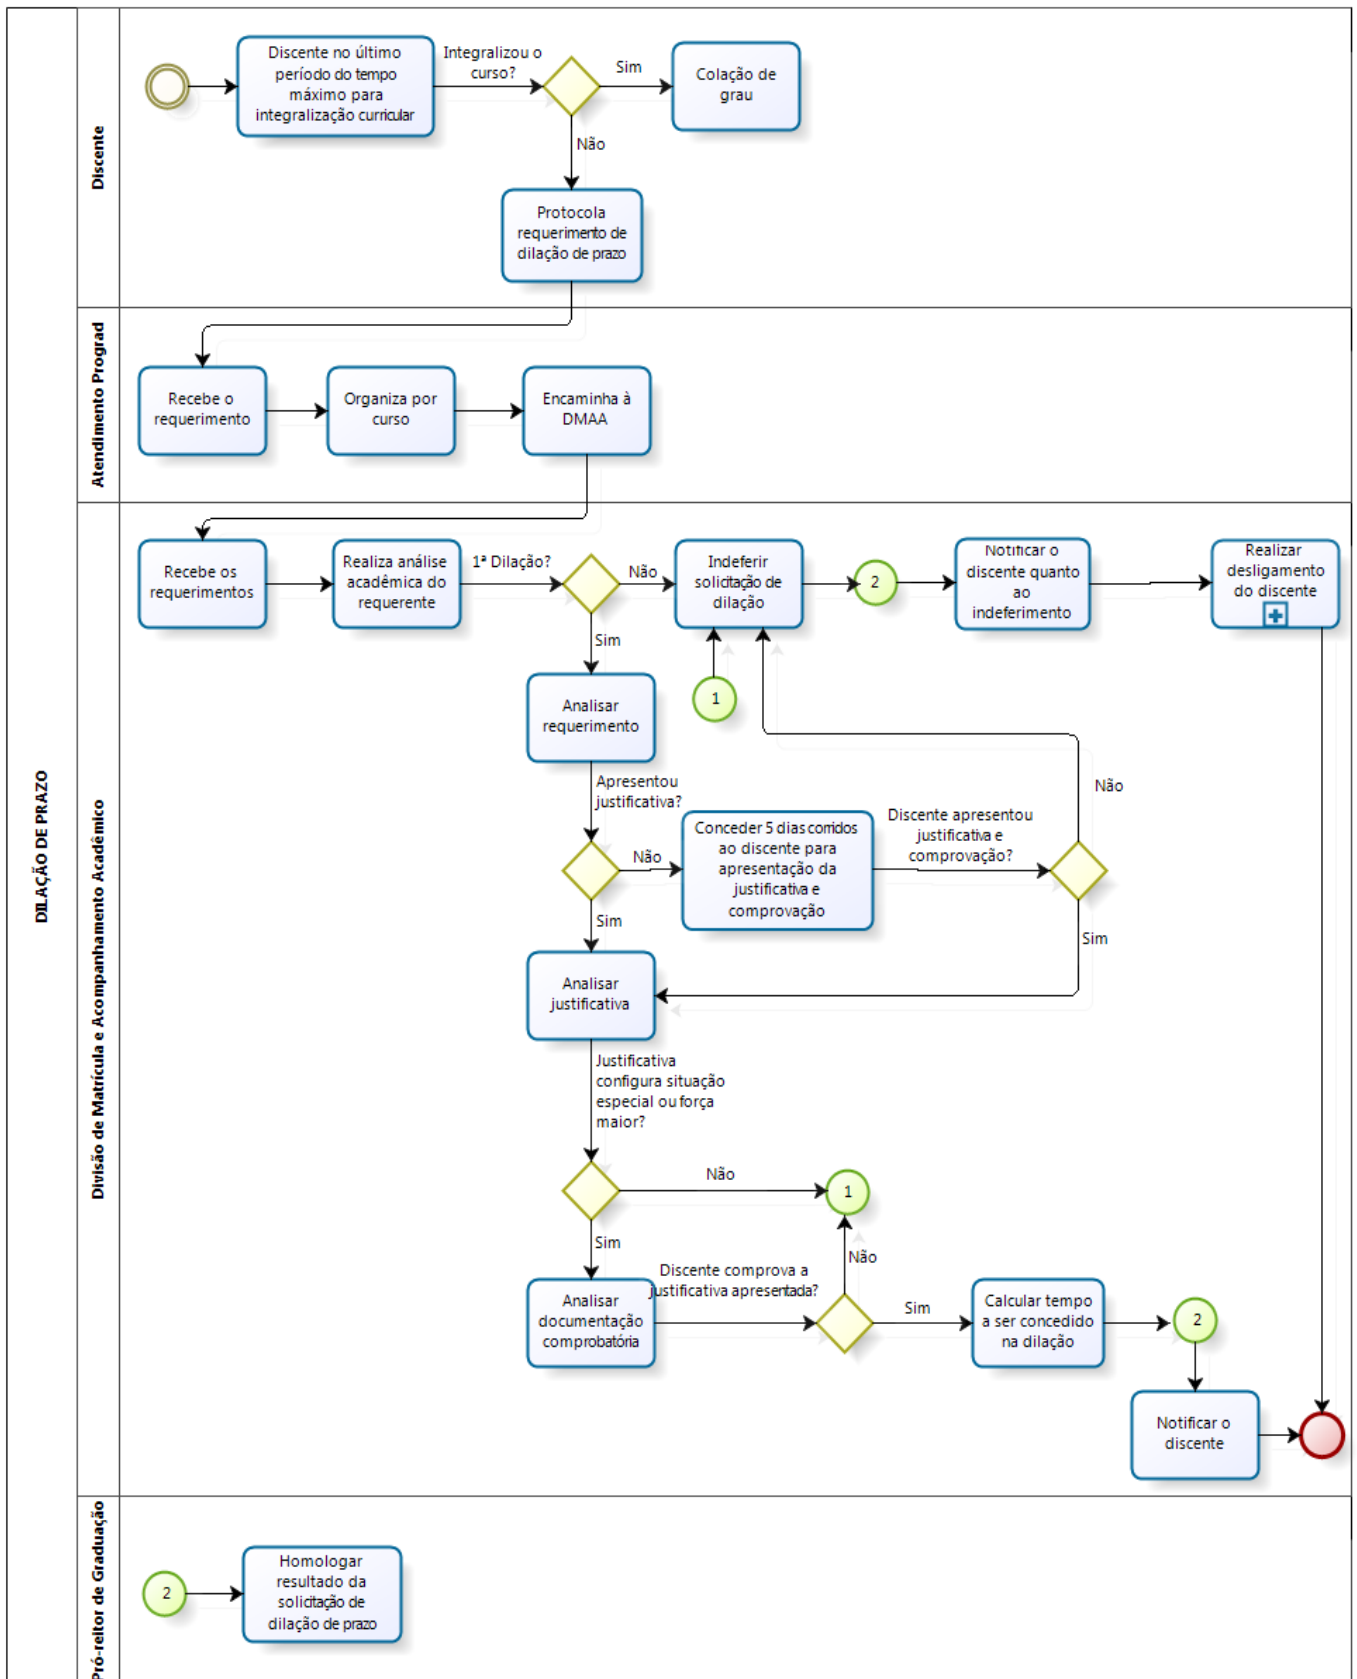 DILAÇÃO DE PRAZO
Discente
Discente no último
período do tempo
máximo para
integralização curricular
Integralizou o
curso?
Sim
Colação de
grau
Não
Protocola
requerimento de
dilação de prazo
Atendimento Prograd
Recebe o
requerimento
Organiza por
curso
Encaminha à
DMAA
Divisão de Matrícula e Acompanhamento Acadêmico
Recebe os
requerimentos
Realiza análise
acadêmica do
requerente
1ª Dilação?
Não
Indeferir
solicitação de
dilação
2
Notificar o
discente quanto
ao
indeferimento
Realizar
desligamento
do discente
Sim
1
Analisar
requerimento
Apresentou
justificativa?
Não
Conceder 5 dias corridos
ao discente para
apresentação da
justificativa e
comprovação
Discente apresentou
justificativa e
comprovação?
Não
Sim
Sim
Analisar
justificativa
Justificativa
configura situação
especial ou força
maior?
Não
1
Sim
Analisar
documentação
comprobatória
Discente comprova a
justificativa apresentada?
Não
Sim
Calcular tempo
a ser concedido
na dilação
2
Notificar o
discente
Pró-reitor de Graduação
2
Homologar
resultado da
solicitação de
dilação de prazo